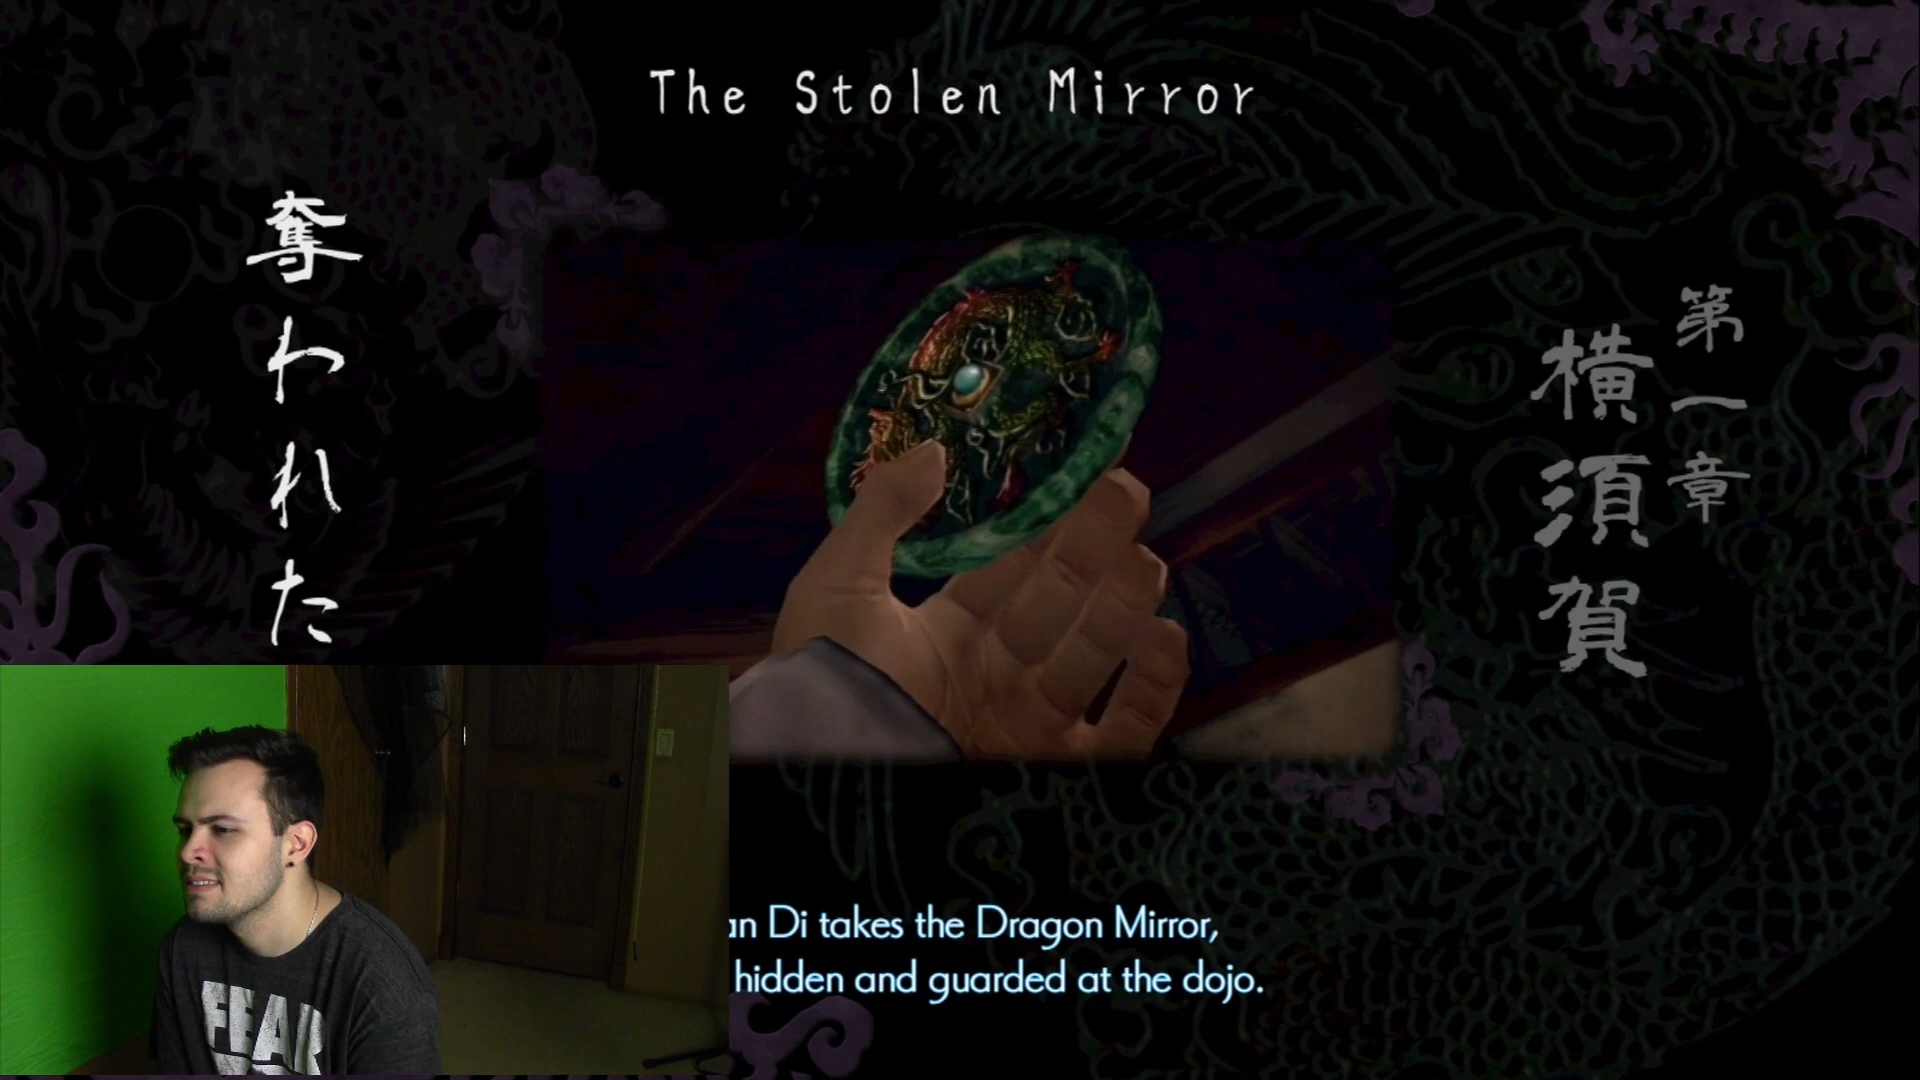 The Stolen Mirror
第一章
横須賀
奪われた
an Di takes the Dragon Mirror,
hidden and guarded at the dojo.
FEAR